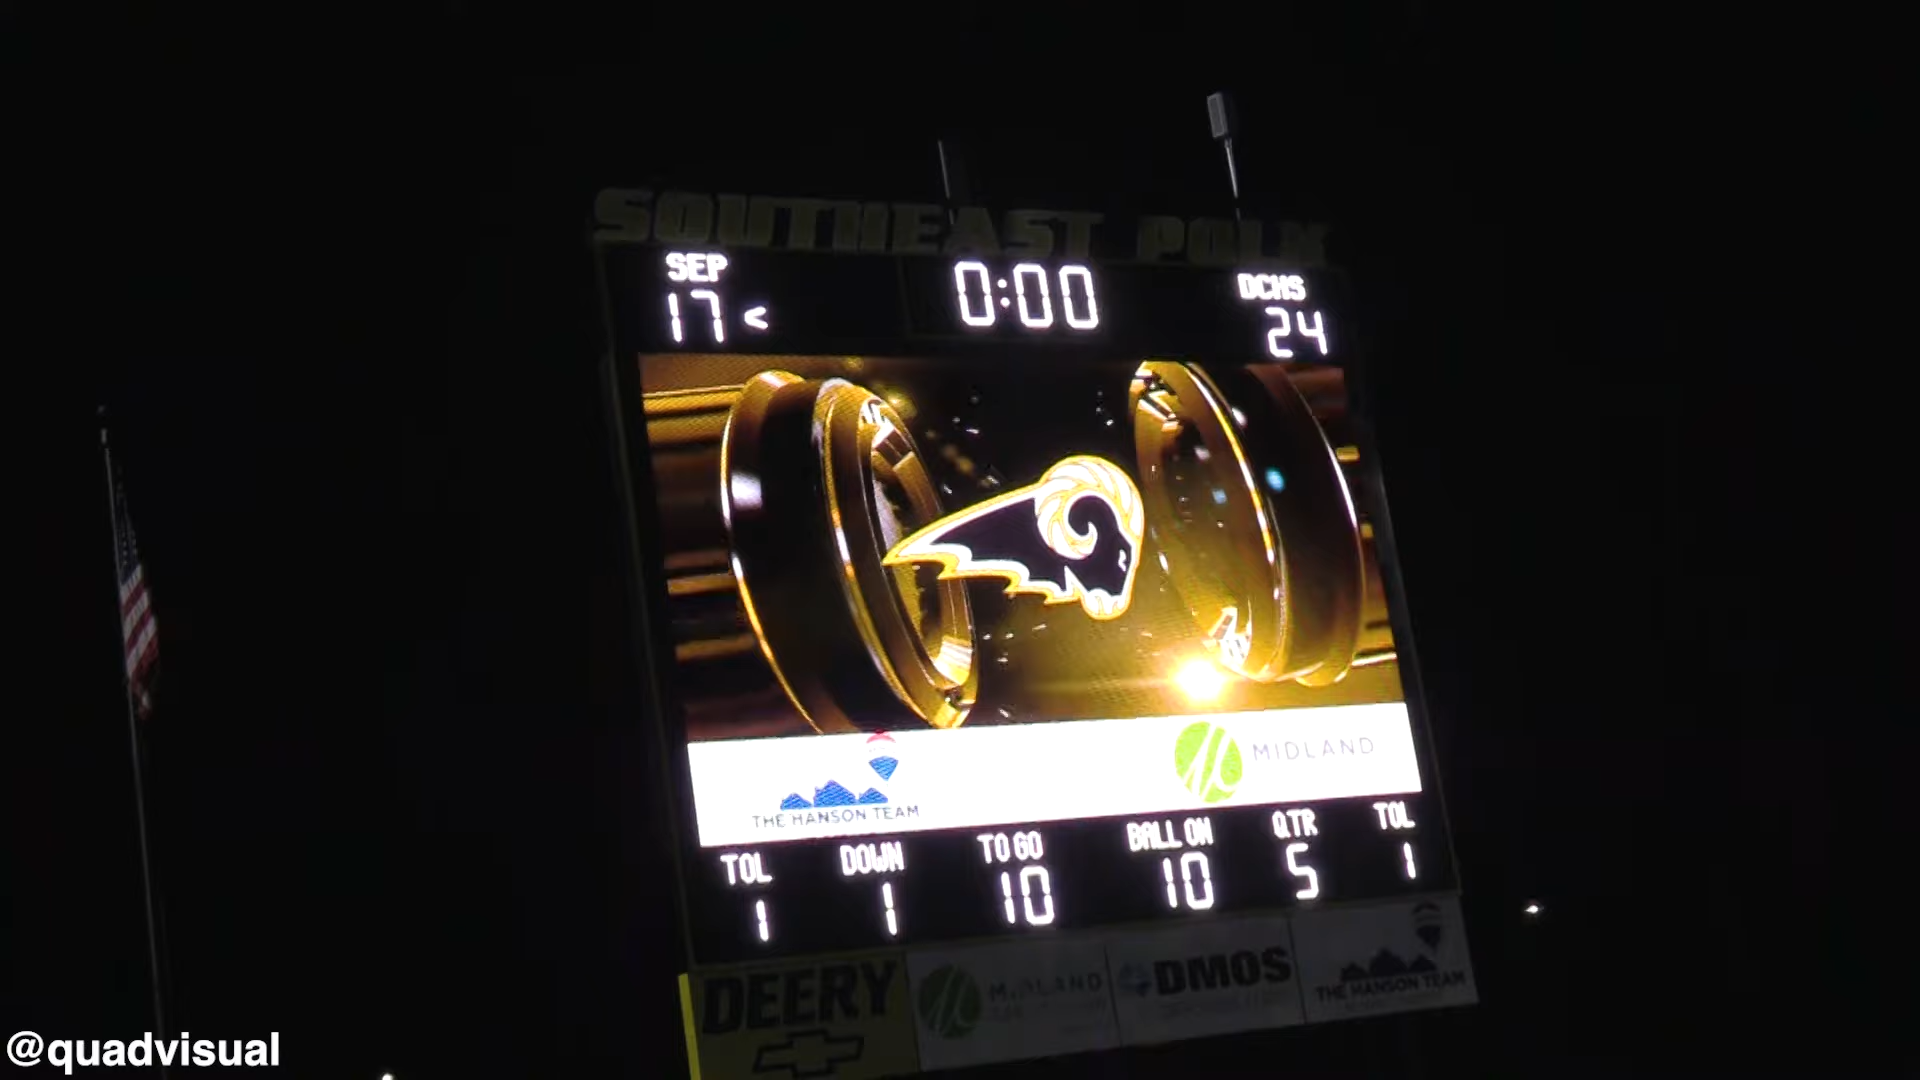 SOUTHEAST POLK
SEP
0:00
DCHS
17 <
24
MIDLAND
THE HANSON TEAM
TOL
DOWN
TO GO
BALL ON
QTR
TOL
1
1
10
10
5
1
DEERY
MIDLAND
DMOS
THE HANSON TEAM
@quadvisual